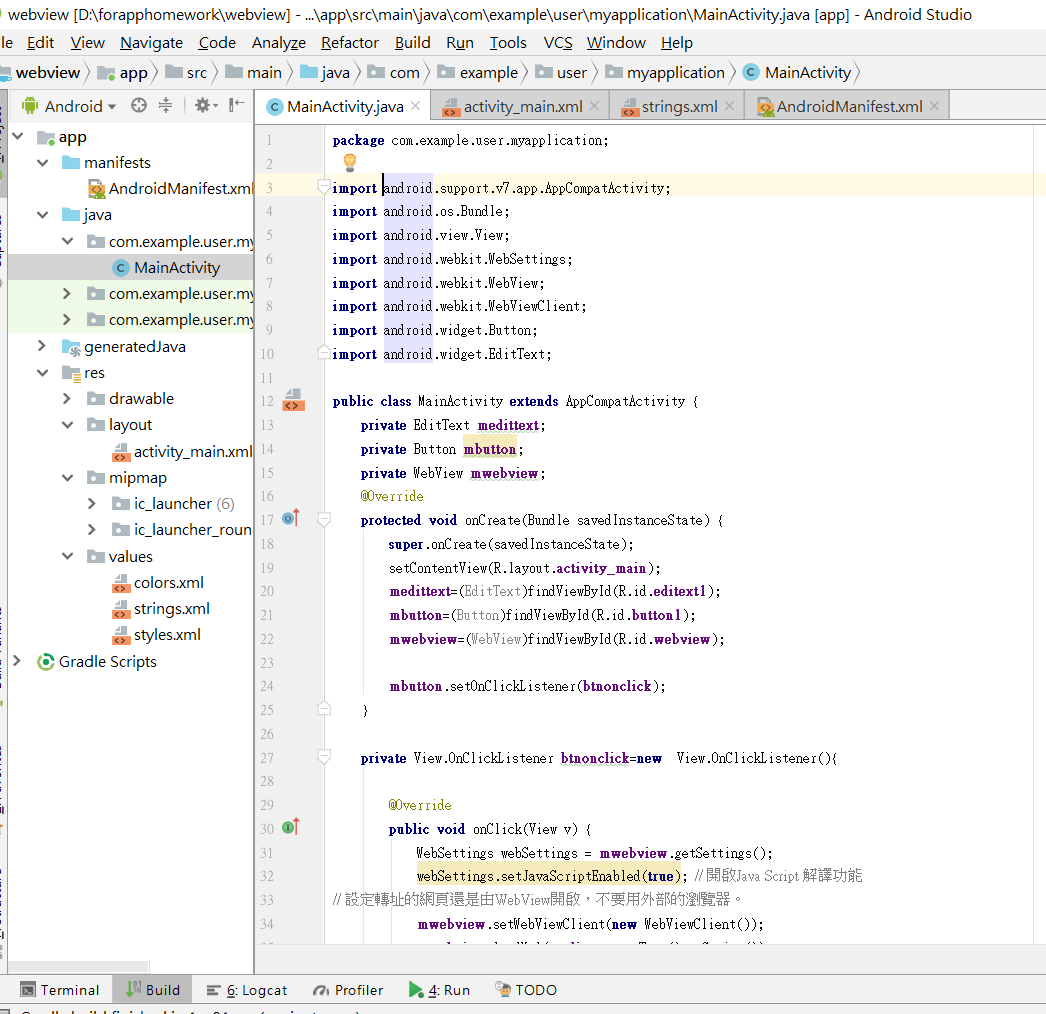 webview [D:\forapphomework\webview] - ...\app\src\main\java\com\example\user\myapplication\MainActivity.java [app] - Android Studio
le Edit View Navigate Code Analyze Refactor Build Run Tools VCS Window Help
webview app src main java com example user myapplication MainActivity
Android
MainActivity.java activity_main.xml strings.xml AndroidManifest.xml
app
manifests
AndroidManifest.xml
java
com.example.user.my
MainActivity
com.example.user.my
com.example.user.my
generatedJava
res
drawable
layout
activity_main.xml
mipmap
ic_launcher (6)
ic_launcher_roun
values
colors.xml
strings.xml
styles.xml
Gradle Scripts
1 package com.example.user.myapplication;
2
3 import android.support.v7.app.AppCompatActivity;
4 import android.os.Bundle;
5 import android.view.View;
6 import android.webkit.WebSettings;
7 import android.webkit.WebView;
8 import android.webkit.WebViewClient;
9 import android.widget.Button;
10 import android.widget.EditText;
11
12 public class MainActivity extends AppCompatActivity {
13 private EditText medittext;
14 private Button mbutton;
15 private WebView mwebview;
16 @Override
17 protected void onCreate(Bundle savedInstanceState) {
18 super.onCreate(savedInstanceState);
19 setContentView(R.layout.activity_main);
20 medittext=(EditText)findViewById(R.id.editext1);
21 mbutton=(Button)findViewById(R.id.button1);
22 mwebview=(WebView)findViewById(R.id.webview);
23
24 mbutton.setOnClickListener(btnonclick);
25 }
26
27 private View.OnClickListener btnonclick=new View.OnClickListener(){
28
29 @Override
30 public void onClick(View v) {
31 WebSettings webSettings = mwebview.getSettings();
32 webSettings.setJavaScriptEnabled(true); //開啟Java Script 解譯功能
33 //設定轉址的網頁還是由WebView開啟，不要用外部的瀏覽器。
34 mwebview.setWebViewClient(new WebViewClient());
Terminal Build 6: Logcat Profiler 4: Run TODO